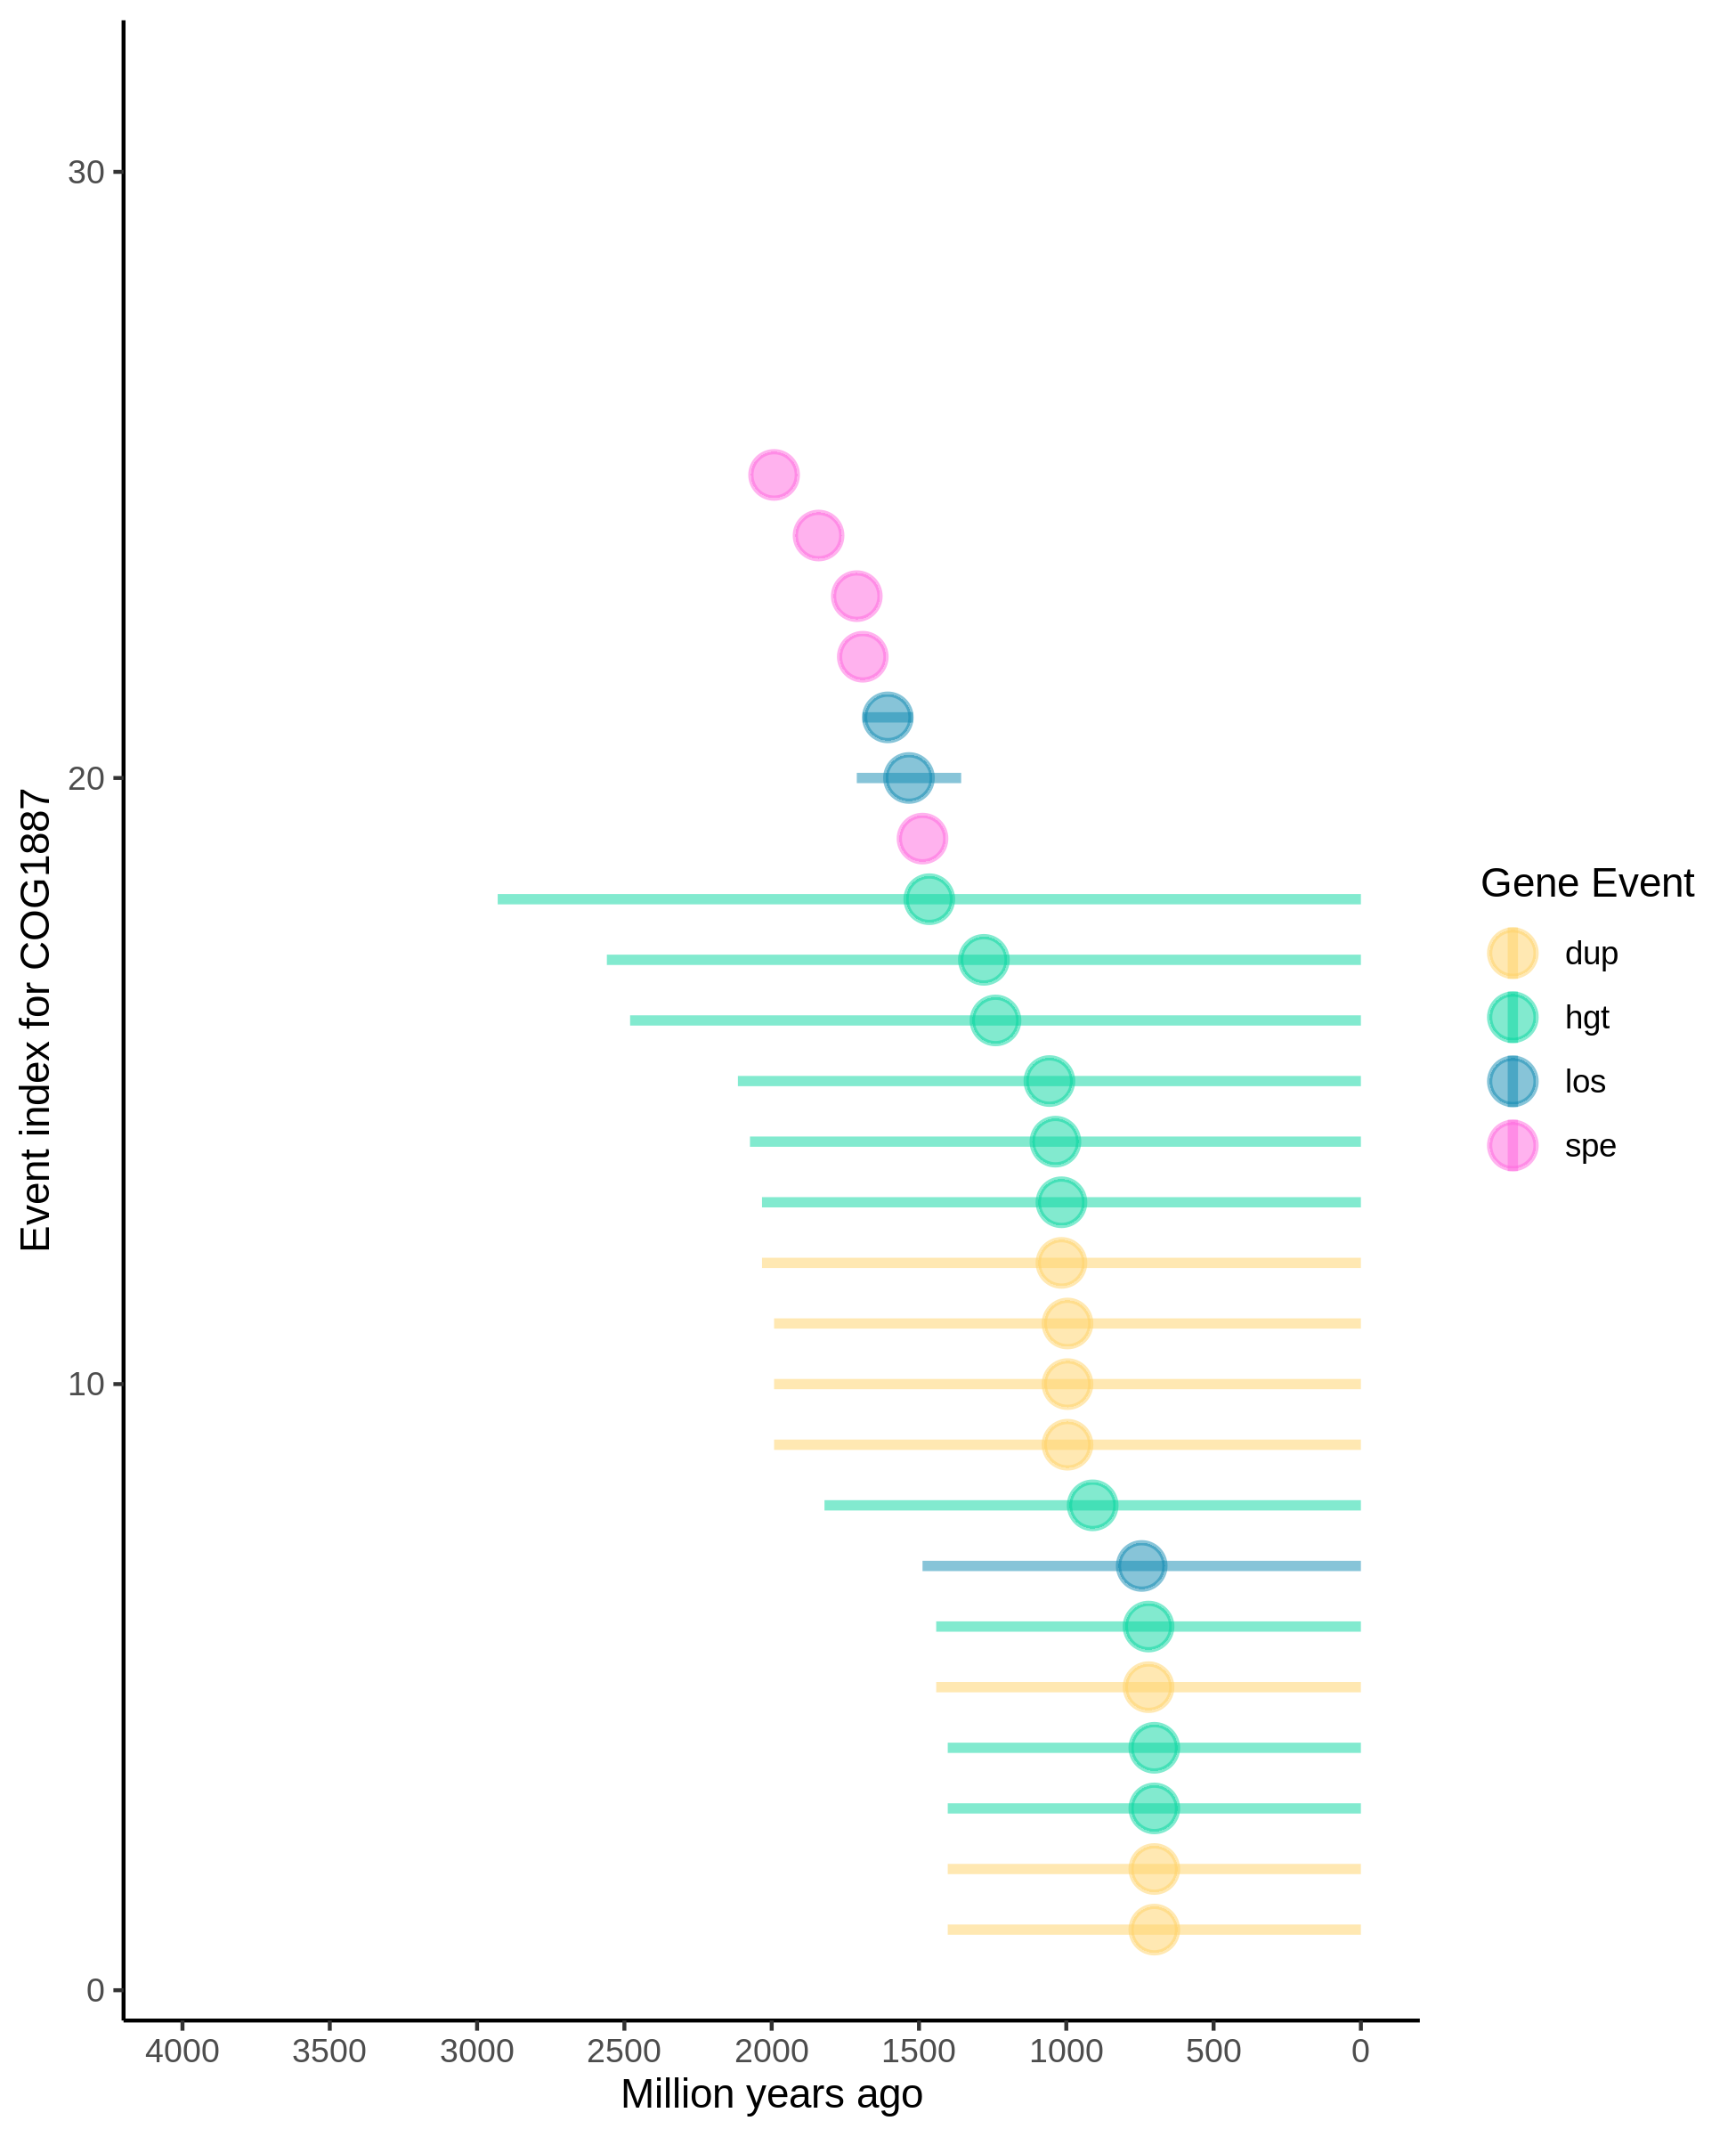 30
20
10
0
Event index for COG1887
4000 3500 3000 2500 2000 1500 1000 500 0
Million years ago
Gene Event
dup
hgt
los
spe